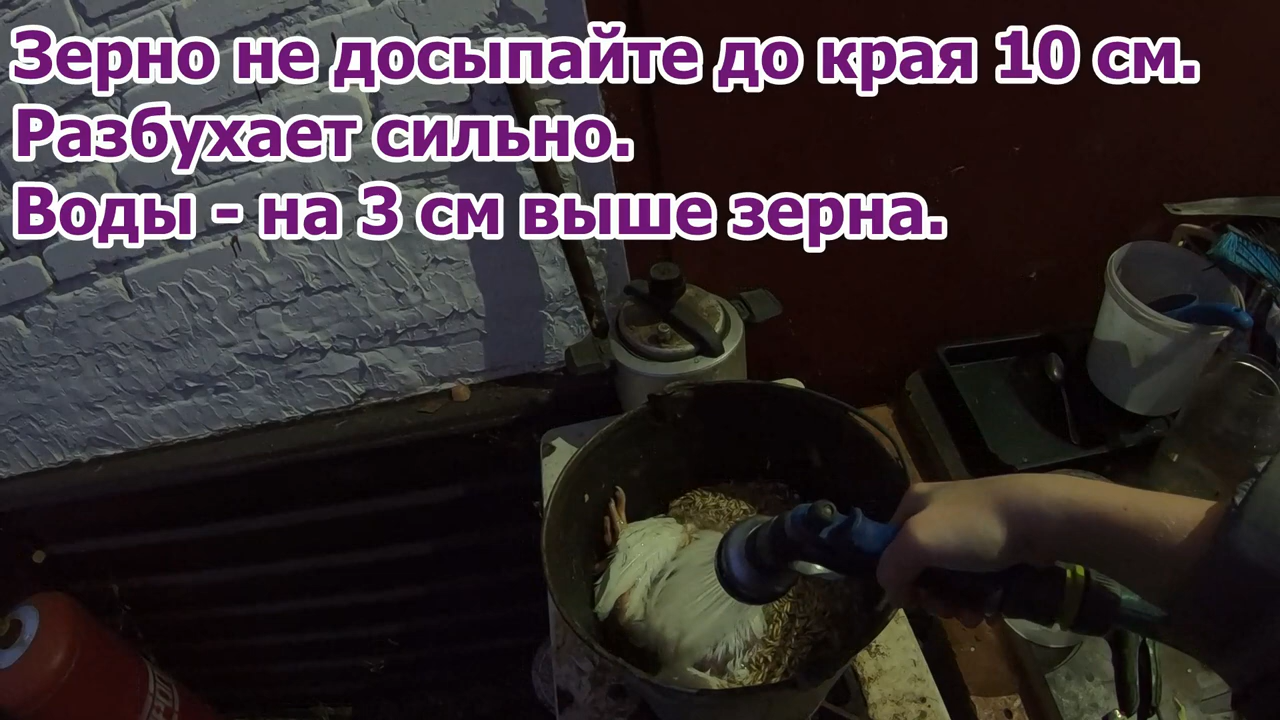 Зерно не досыпайте до края 10 см.
Разбухает сильно.
Воды - на 3 см выше зерна.